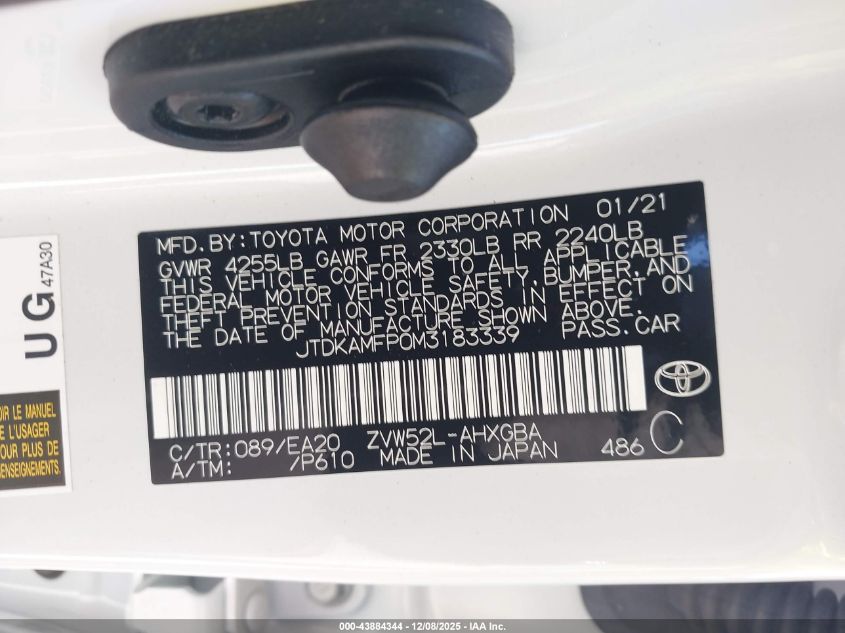 MFD. BY: TOYOTA MOTOR CORPORATION 01/21
GVWR 4255LB GAWR FR 2330LB RR 2240LB
THIS VEHICLE CONFORMS TO ALL APPLICABLE
FEDERAL MOTOR VEHICLE SAFETY, BUMPER, AND
THEFT PREVENTION STANDARDS IN EFFECT ON
THE DATE OF MANUFACTURE SHOWN ABOVE.
JTDKAMFP0M3183339 PASS. CAR
C/TR: 089/EA20 ZVW52L-AHXGBA
A/TM: /P610 MADE IN JAPAN 486 C
UG
47A30
OIR LE MANUEL
E L'USAGER
POUR PLUS DE
RENSEIGNEMENTS.
000-43884344 - 12/08/2025 - IAA Inc.